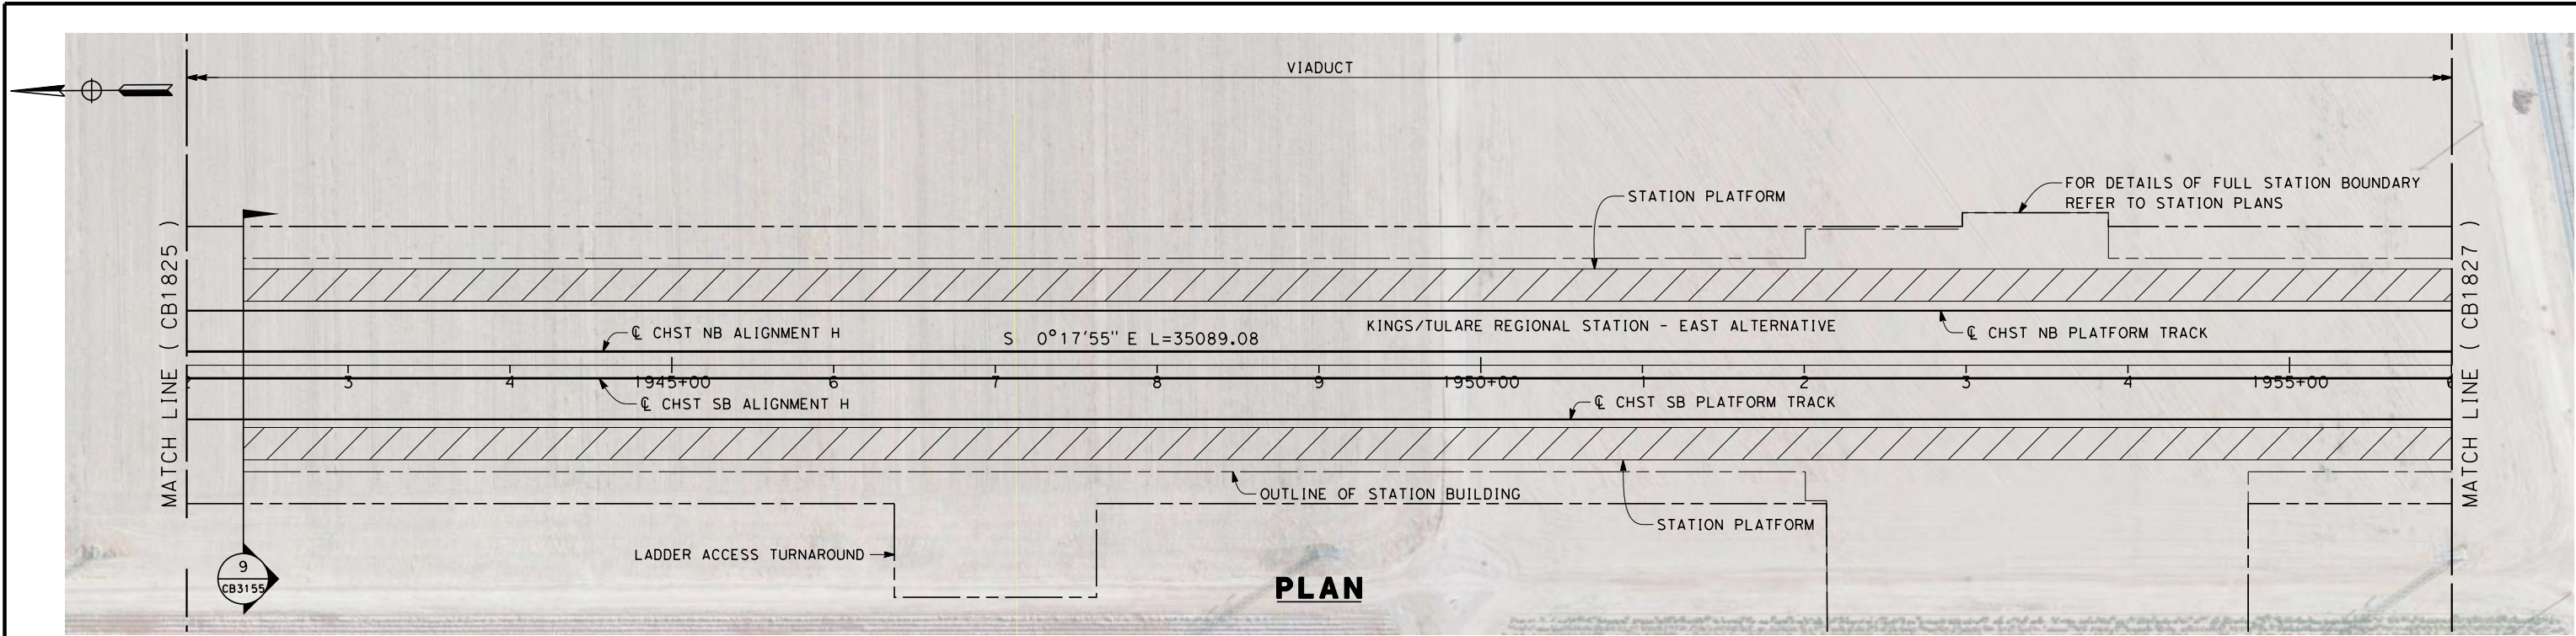 VIADUCT
STATION PLATFORM
FOR DETAILS OF FULL STATION BOUNDARY
REFER TO STATION PLANS
MATCH LINE ( CB1825 )
MATCH LINE ( CB1827 )
℄ CHST NB ALIGNMENT H
S 0°17'55" E L=35089.08
KINGS/TULARE REGIONAL STATION - EAST ALTERNATIVE
℄ CHST NB PLATFORM TRACK
3 4 1945+00 6 7 8 9 1950+00 1 2 3 4 1955+00
℄ CHST SB ALIGNMENT H
℄ CHST SB PLATFORM TRACK
OUTLINE OF STATION BUILDING
STATION PLATFORM
LADDER ACCESS TURNAROUND
9
CB3155
PLAN